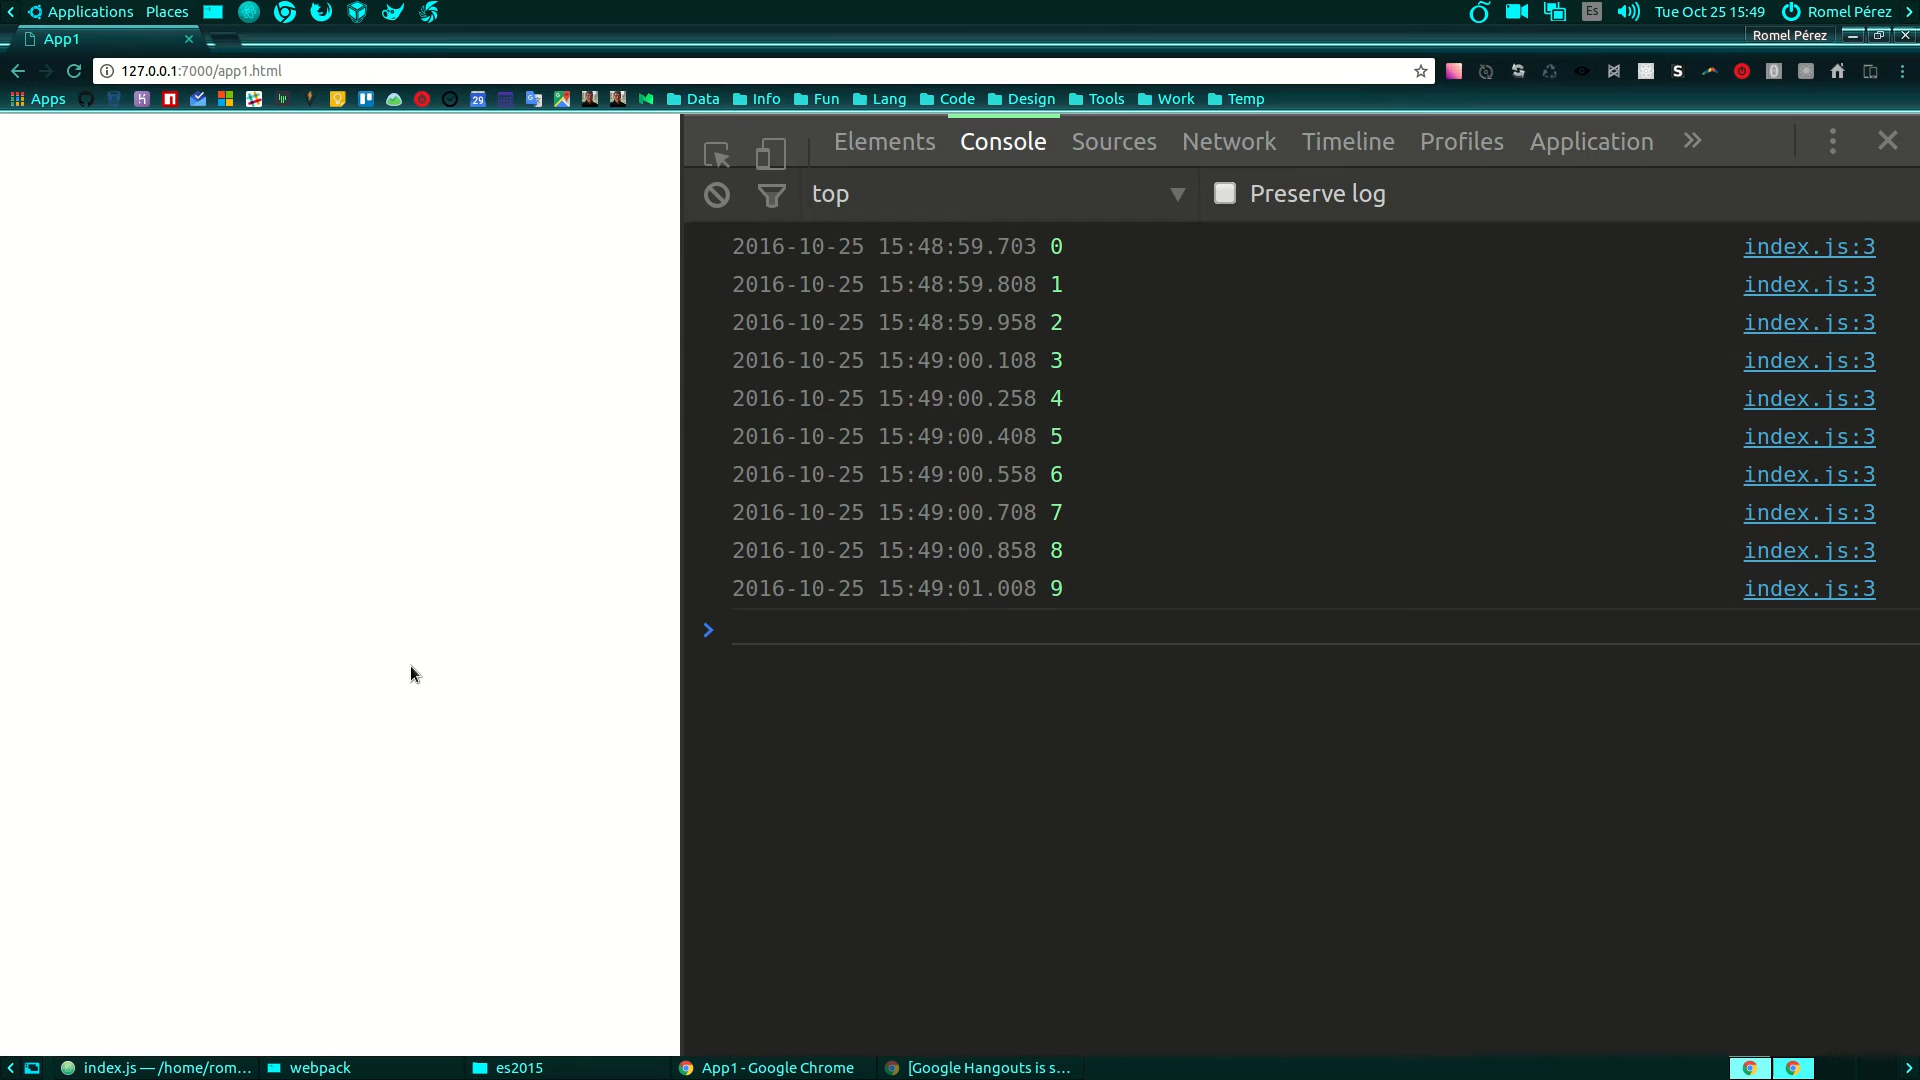 Applications Places Es Tue Oct 25 15:49 Romel Pérez
App1 Romel Pérez
127.0.0.1:7000/app1.html S
Apps 29 Data Info Fun Lang Code Design Tools Work Temp
Elements Console Sources Network Timeline Profiles Application
top Preserve log
2016-10-25 15:48:59.703 0 index.js:3
2016-10-25 15:48:59.808 1 index.js:3
2016-10-25 15:48:59.958 2 index.js:3
2016-10-25 15:49:00.108 3 index.js:3
2016-10-25 15:49:00.258 4 index.js:3
2016-10-25 15:49:00.408 5 index.js:3
2016-10-25 15:49:00.558 6 index.js:3
2016-10-25 15:49:00.708 7 index.js:3
2016-10-25 15:49:00.858 8 index.js:3
2016-10-25 15:49:01.008 9 index.js:3
index.js — /home/rom... webpack es2015 App1 - Google Chrome [Google Hangouts is s...